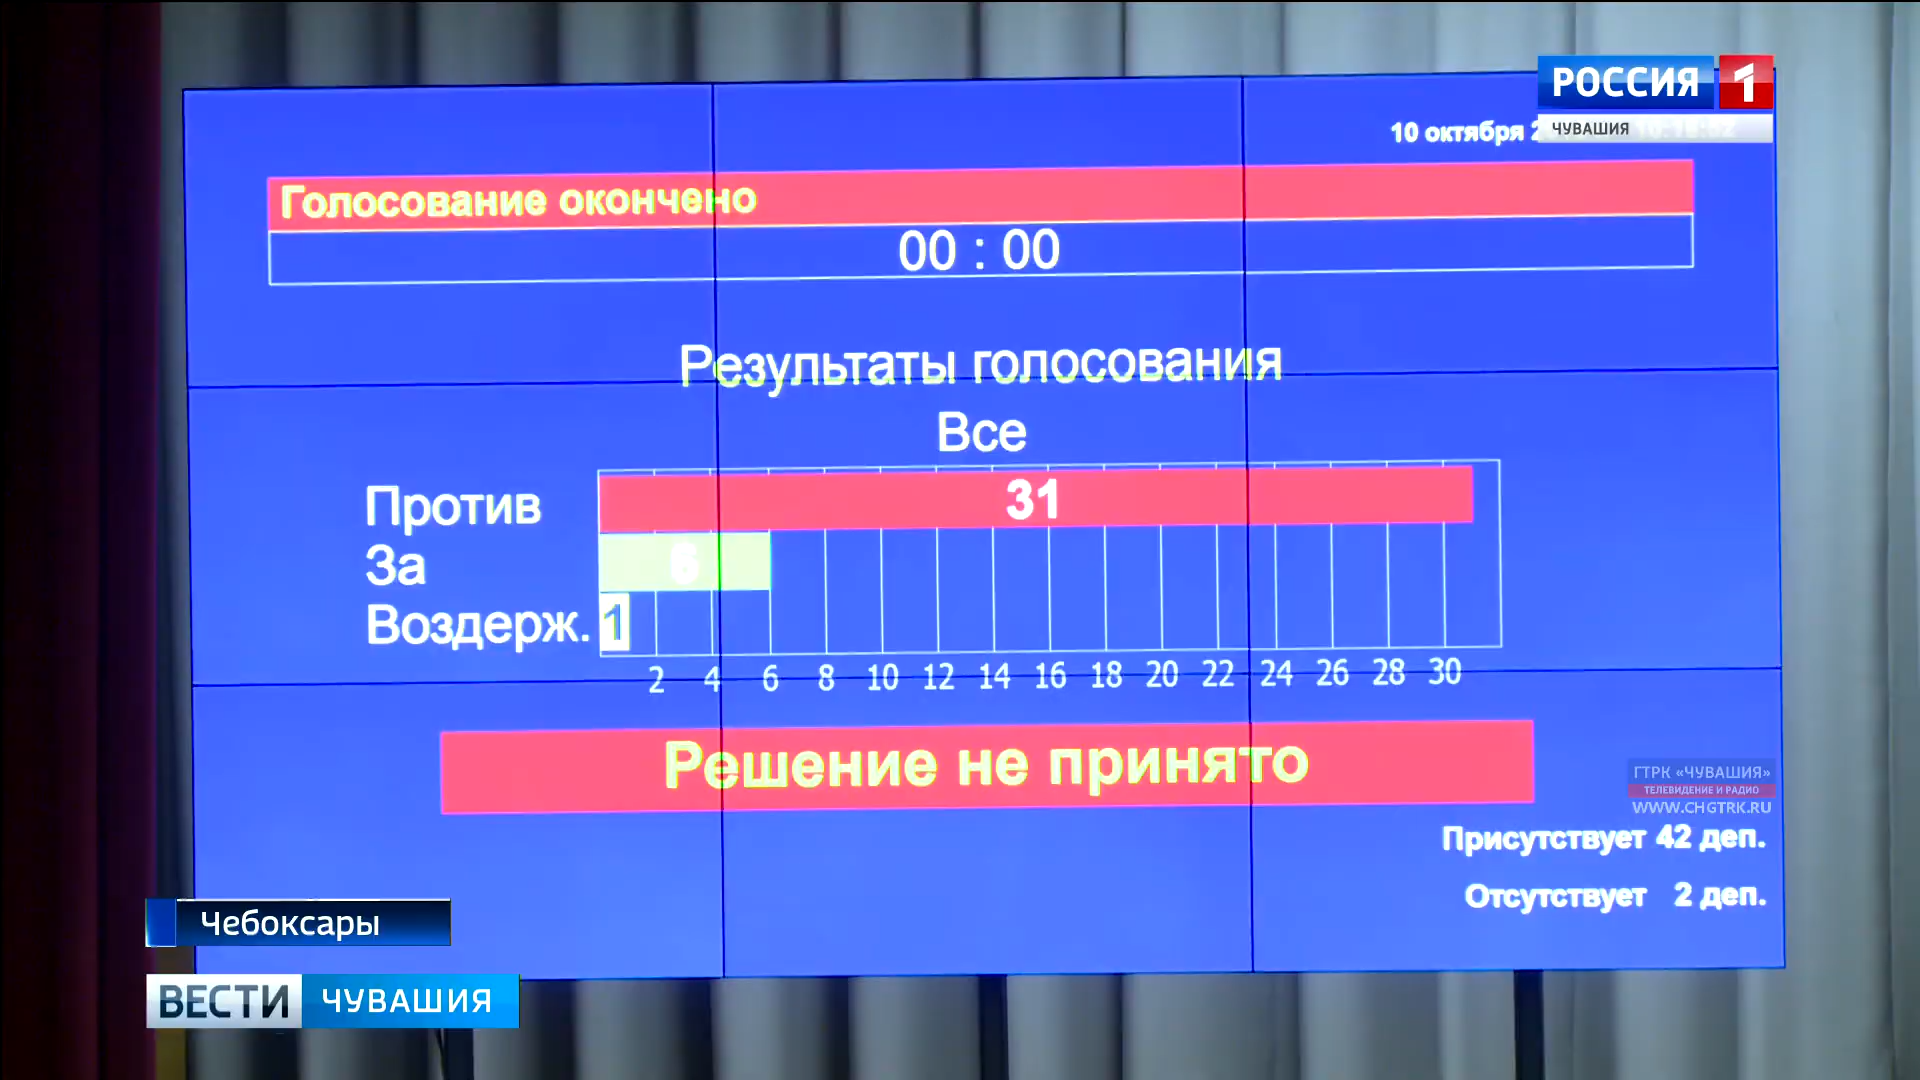 РОССИЯ 1
ЧУВАШИЯ
10 октября
Голосование окончено
00 : 00
Результаты голосования
Все
Против 31
За 6
Воздерж. 1
2 4 6 8 10 12 14 16 18 20 22 24 26 28 30
Решение не принято
ГТРК «ЧУВАШИЯ»
ТЕЛЕВИДЕНИЕ И РАДИО
WWW.CHGTRK.RU
Присутствует 42 деп.
Отсутствует 2 деп.
Чебоксары
ВЕСТИ ЧУВАШИЯ